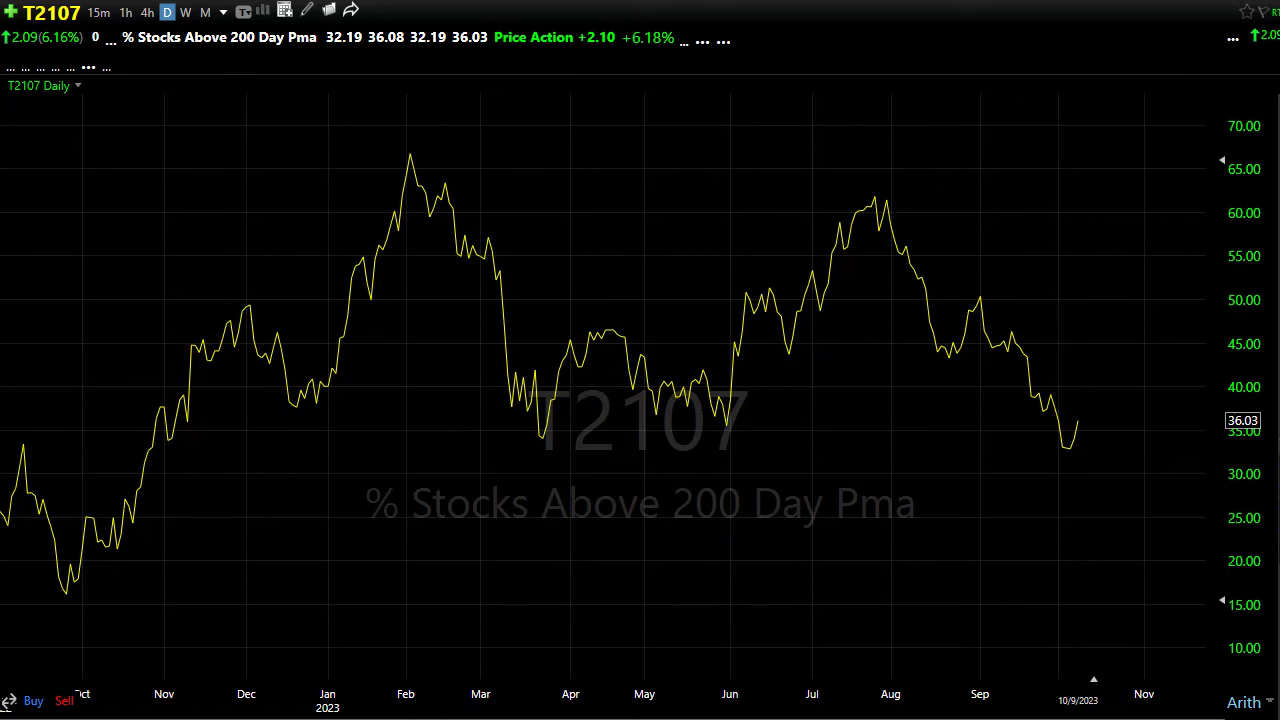 T2107 15m 1h 4h D W M T
2.09(6.16%) 0 ... % Stocks Above 200 Day Pma 32.19 36.08 32.19 36.03 Price Action +2.10 +6.18% ... ... ... ... 2.09
... ... ... ... ... ... ...
T2107 Daily
70.00
65.00
60.00
55.00
50.00
45.00
40.00
36.03
35.00
30.00
25.00
20.00
15.00
10.00
T2107
% Stocks Above 200 Day Pma
Nov Dec Jan Feb Mar Apr May Jun Jul Aug Sep 10/9/2023 Nov
2023
Buy Sell
Arith